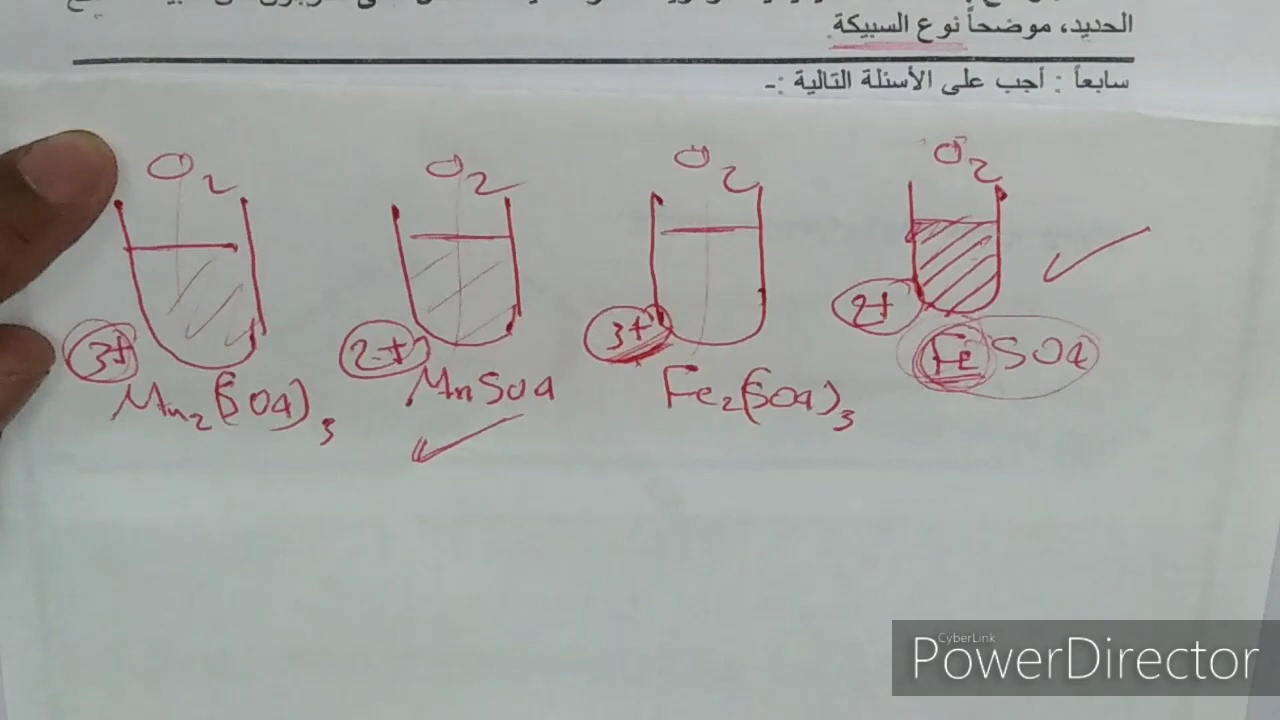 الحديد، موضحاً نوع السبيكة.
سابعاً : أجب على الأسئلة التالية :-
O2 O2 O2 O2
3+ 2+ 3+ 2+
Mn2(SO4)3 MnSO4 Fe2(SO4)3 FeSO4
CyberLink
PowerDirector